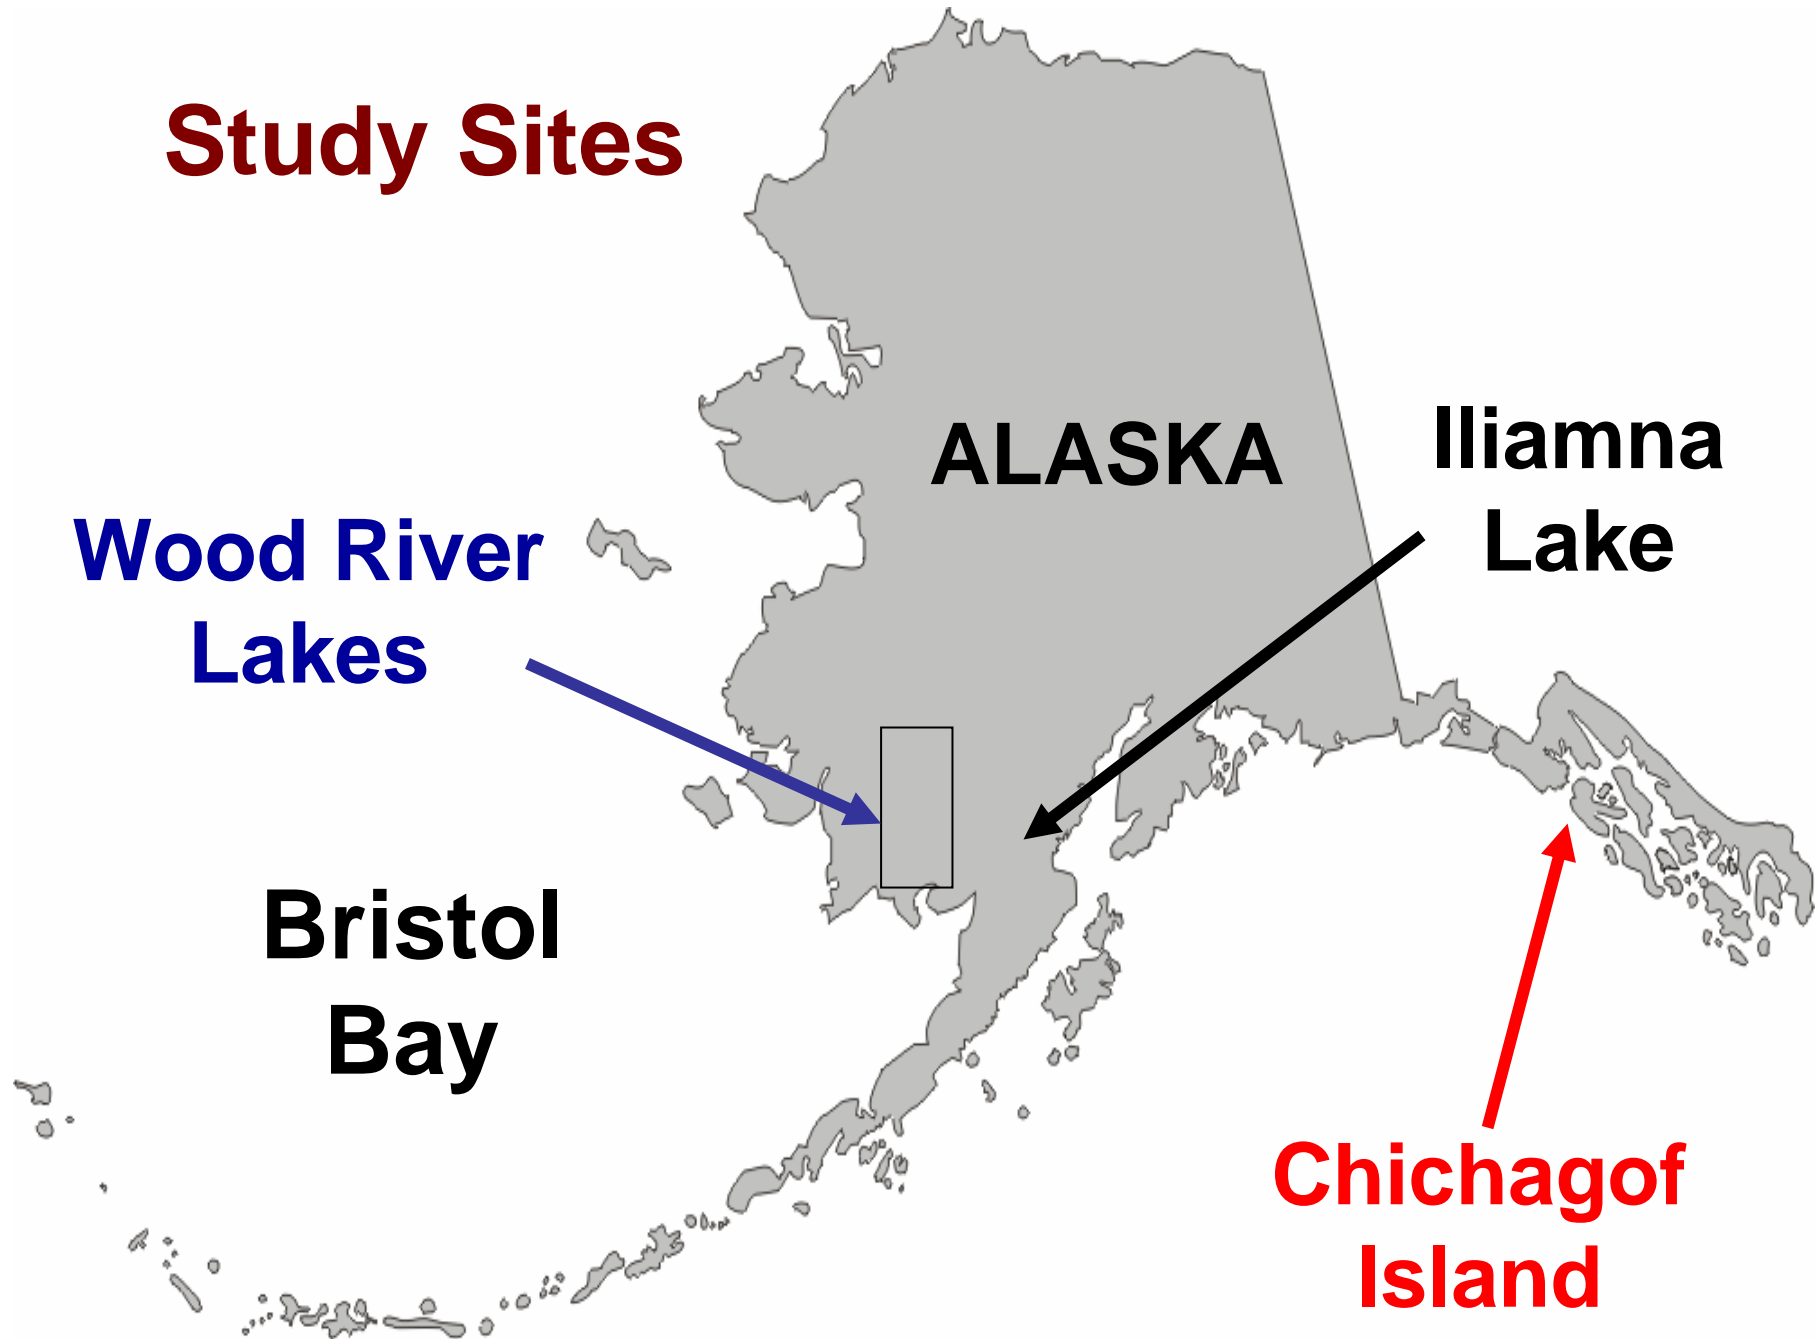 Study Sites
ALASKA
Iliamna
Lake
Wood River
Lakes
Bristol
Bay
Chichagof
Island